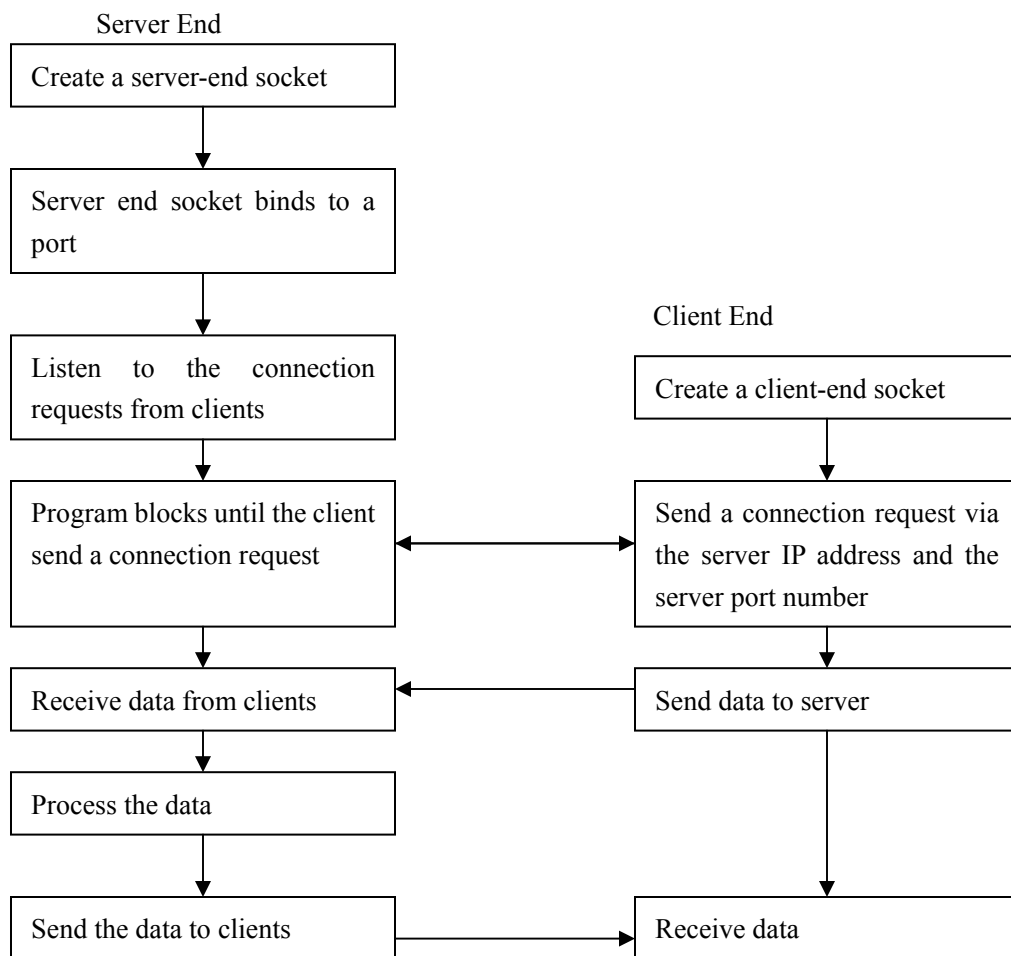 Server End
Create a server-end socket
Server end socket binds to a
port
Listen to the connection
requests from clients
Program blocks until the client
send a connection request
Receive data from clients
Process the data
Send the data to clients
Client End
Create a client-end socket
Send a connection request via
the server IP address and the
server port number
Send data to server
Receive data